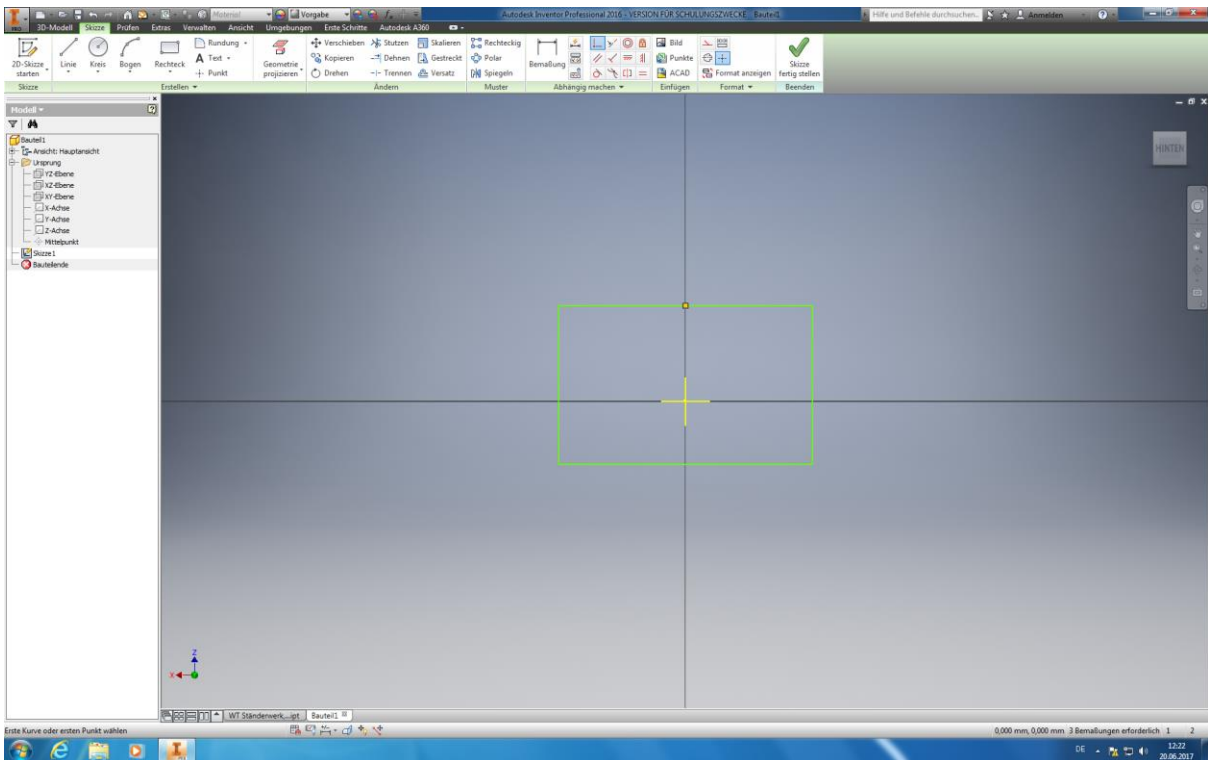 Material Vorgabe Autodesk Inventor Professional 2016 - VERSION FÜR SCHULUNGSZWECKE Bauteil1 Hilfe und Befehle durchsuchen... Anmelden
3D-Modell Skizze Prüfen Extras Verwalten Ansicht Umgebungen Erste Schritte Autodesk A360
Rundung Verschieben Stutzen Skalieren Rechteckig Bild
2D-Skizze starten Linie Kreis Bogen Rechteck Text Geometrie projizieren Kopieren Dehnen Gestreckt Polar Bemaßung Punkte Skizze fertig stellen
Punkt Drehen Trennen Versatz Spiegeln ACAD Format anzeigen
Skizze Erstellen Ändern Muster Abhängig machen Einfügen Format Beenden
Modell
Bauteil1
Ansicht: Hauptansicht
Ursprung
YZ-Ebene
XZ-Ebene
XY-Ebene
X-Achse
Y-Achse
Z-Achse
Mittelpunkt
Skizze1
Bauteilende
HINTEN
Z
X
WT Ständerwerk,...ipt Bauteil1
Erste Kurve oder ersten Punkt wählen 0,000 mm, 0,000 mm 3 Bemaßungen erforderlich 1 2
DE 12:22
20.06.2017